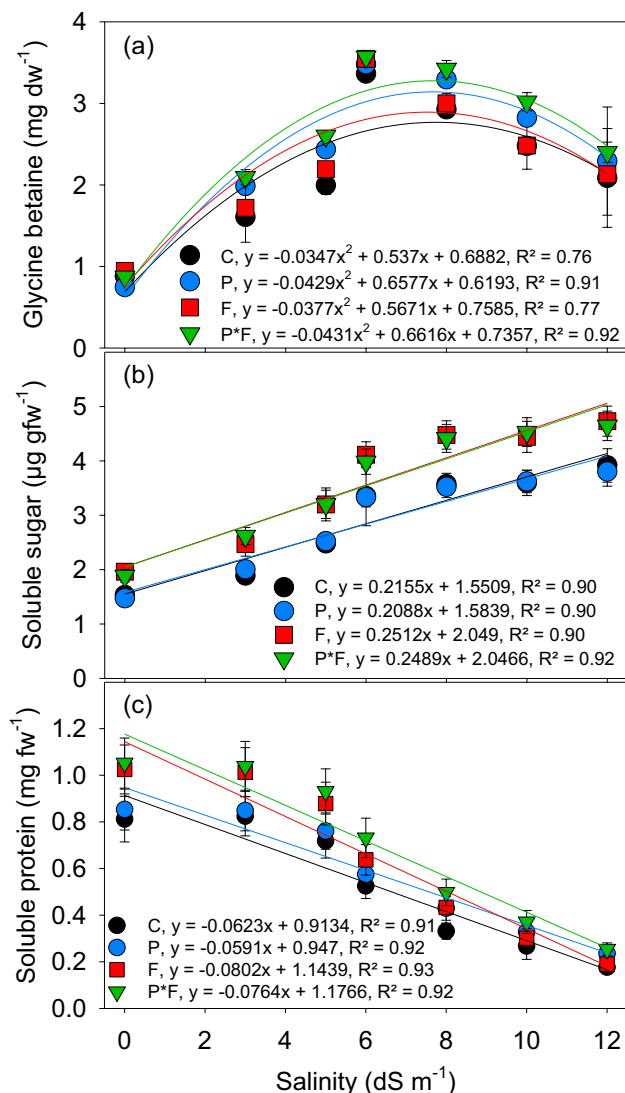 (a)
Glycine betaine (mg dw⁻¹)
4
3
2
1
0
C, y = -0.0347x² + 0.537x + 0.6882, R² = 0.76
P, y = -0.0429x² + 0.6577x + 0.6193, R² = 0.91
F, y = -0.0377x² + 0.5671x + 0.7585, R² = 0.77
P*F, y = -0.0431x² + 0.6616x + 0.7357, R² = 0.92
(b)
Soluble sugar (µg gfw⁻¹)
5
4
3
2
1
0
C, y = 0.2155x + 1.5509, R² = 0.90
P, y = 0.2088x + 1.5839, R² = 0.90
F, y = 0.2512x + 2.049, R² = 0.90
P*F, y = 0.2489x + 2.0466, R² = 0.92
(c)
Soluble protein (mg fw⁻¹)
1.2
1.0
0.8
0.6
0.4
0.2
0.0
C, y = -0.0623x + 0.9134, R² = 0.91
P, y = -0.0591x + 0.947, R² = 0.92
F, y = -0.0802x + 1.1439, R² = 0.93
P*F, y = -0.0764x + 1.1766, R² = 0.92
0 2 4 6 8 10 12
Salinity (dS m⁻¹)